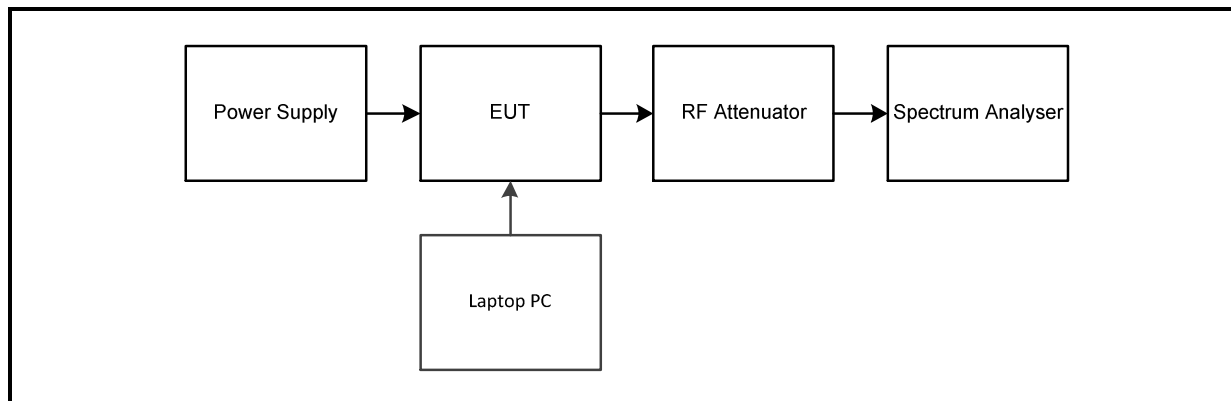 Power Supply
EUT
RF Attenuator
Spectrum Analyser
Laptop PC